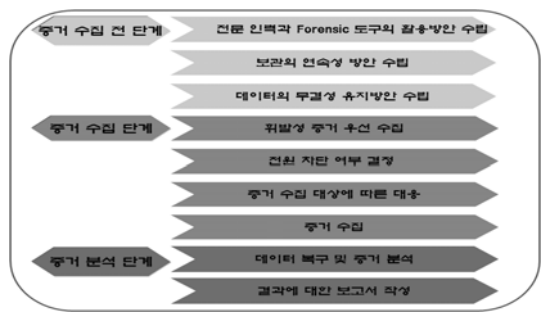 증거 수집 전 단계
전문 인력과 Forensic 도구의 활용방안 수립
보관의 연속성 방안 수립
데이터의 무결성 유지방안 수립
증거 수집 단계
휘발성 증거 우선 수집
전원 차단 여부 결정
증거 수집 대상에 따른 대응
증거 수집
증거 분석 단계
데이터 복구 및 증거 분석
결과에 대한 보고서 작성